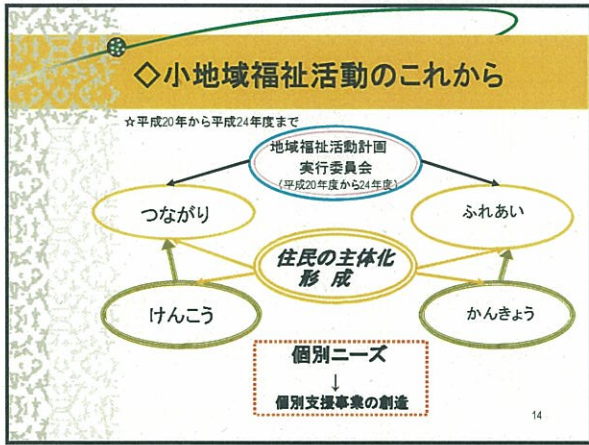 ◇小地域福祉活動のこれから
☆平成20年から平成24年度まで
地域福祉活動計画
実行委員会
(平成20年度から24年度)
つながり
ふれあい
住民の主体化
形成
けんこう
かんきょう
個別ニーズ
↓
個別支援事業の創造
14